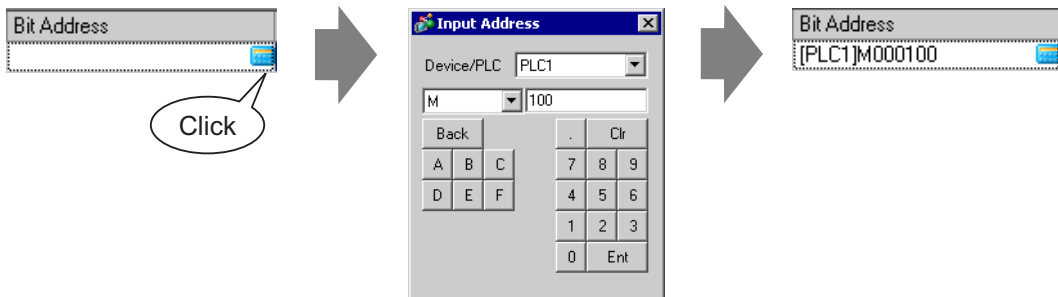 Bit Address
Click
Input Address
Device/PLC PLC1
M 100
Back . Clr
A B C 7 8 9
D E F 4 5 6
1 2 3
0 Ent
Bit Address
[PLC1]M000100